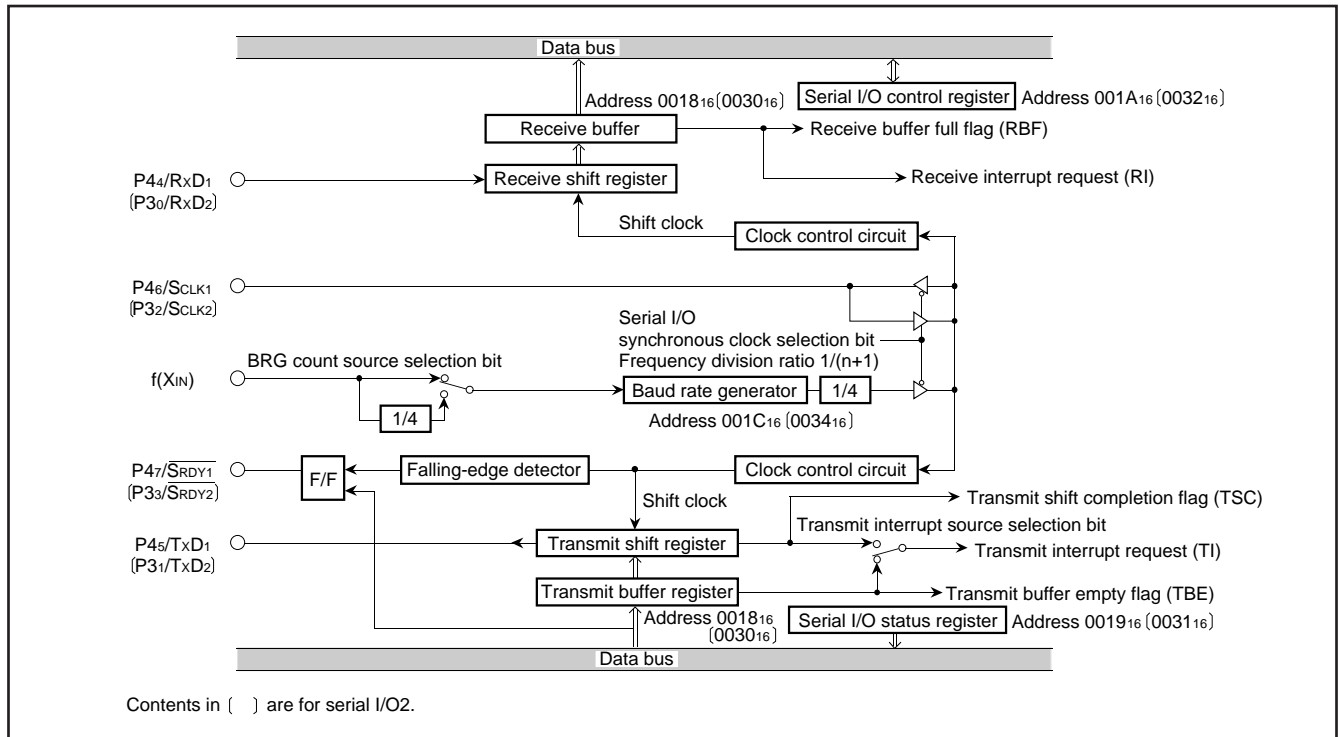 Data bus
Address 0018₁₆ (0030₁₆)
Serial I/O control register Address 001A₁₆ (0032₁₆)
Receive buffer
Receive buffer full flag (RBF)
P4₄/RxD₁
(P3₀/RxD₂)
Receive shift register
Receive interrupt request (RI)
Shift clock
Clock control circuit
P4₆/SCLK1
(P3₂/SCLK2)
Serial I/O
synchronous clock selection bit
Frequency division ratio 1/(n+1)
BRG count source selection bit
f(XIN)
Baud rate generator
1/4
1/4
Address 001C₁₆ (0034₁₆)
P4₇/S̅R̅D̅Y̅1̅
(P3₃/S̅R̅D̅Y̅2̅)
F/F
Falling-edge detector
Clock control circuit
Shift clock
Transmit shift completion flag (TSC)
Transmit interrupt source selection bit
P4₅/TxD₁
(P3₁/TxD₂)
Transmit shift register
Transmit interrupt request (TI)
Transmit buffer register
Transmit buffer empty flag (TBE)
Address 0018₁₆
(0030₁₆)
Serial I/O status register Address 0019₁₆ (0031₁₆)
Data bus
Contents in ( ) are for serial I/O2.